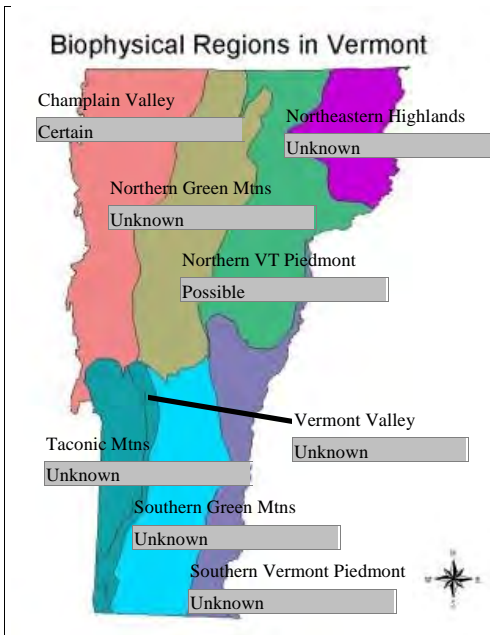 Biophysical Regions in Vermont
Champlain Valley
Certain
Northeastern Highlands
Unknown
Northern Green Mtns
Unknown
Northern VT Piedmont
Possible
Vermont Valley
Unknown
Taconic Mtns
Unknown
Southern Green Mtns
Unknown
Southern Vermont Piedmont
Unknown